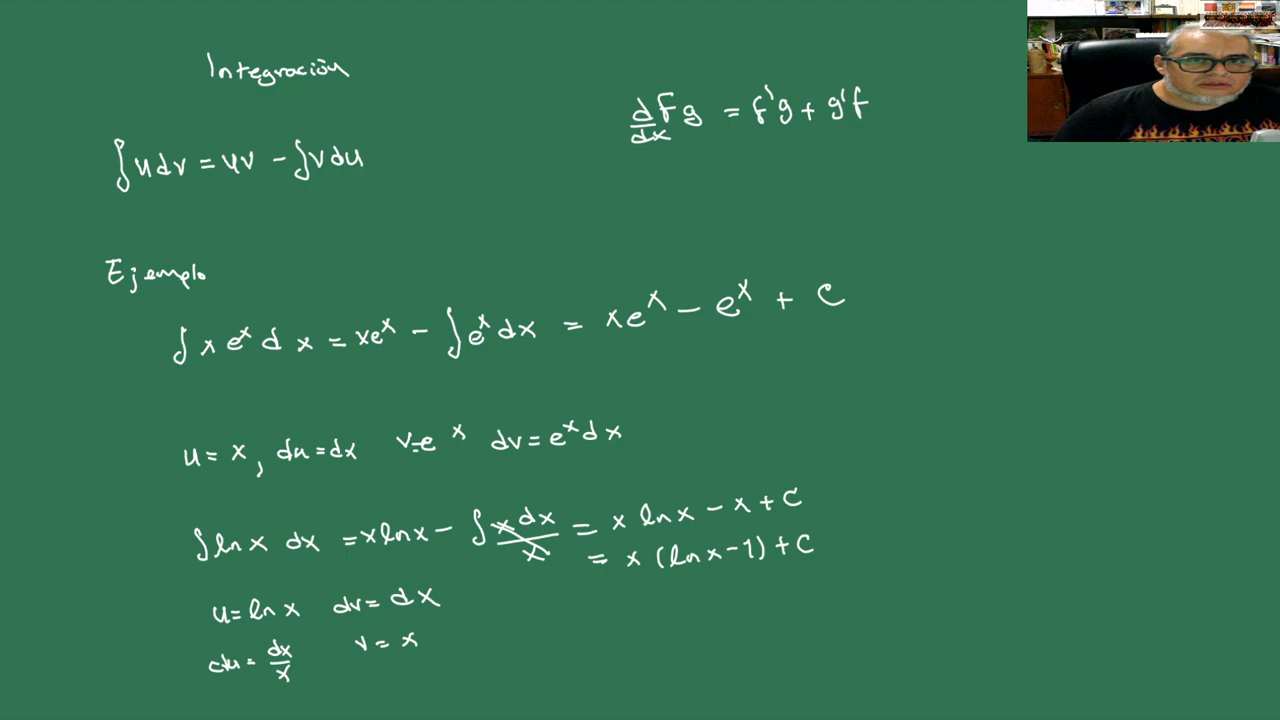 Integración
d/dx fg = f'g + g'f
∫u dv = uv - ∫v du
Ejemplo
∫ x e^x d x = xe^x - ∫e^x dx = xe^x - e^x + C
u = x, du = dx v=e^x dv = e^x dx
∫ln x dx = x ln x - ∫x dx/x = x ln x - x + C
= x (ln x - 1) + C
u = ln x dv = dx
du = dx/x v = x